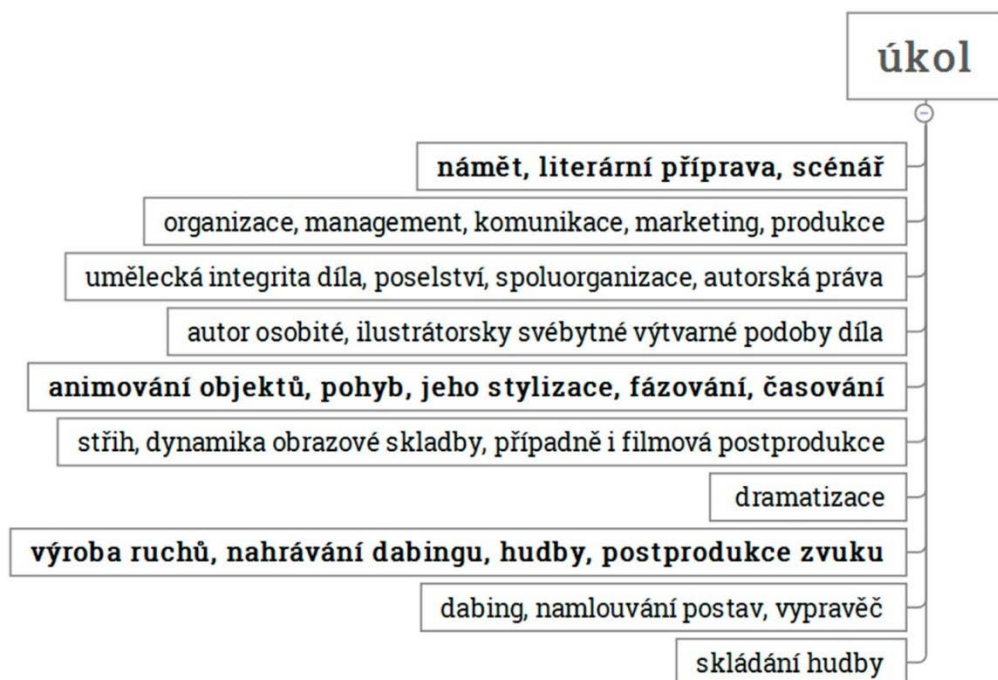 úkol
námět, literární příprava, scénář
organizace, management, komunikace, marketing, produkce
umělecká integrita díla, poselství, spoluorganizace, autorská práva
autor osobité, ilustrátorsky svébytné výtvarné podoby díla
animování objektů, pohyb, jeho stylizace, fázování, časování
střih, dynamika obrazové skladby, případně i filmová postprodukce
dramatizace
výroba ruchů, nahrávání dabingu, hudby, postprodukce zvuku
dabing, namlouvání postav, vypravěč
skládání hudby